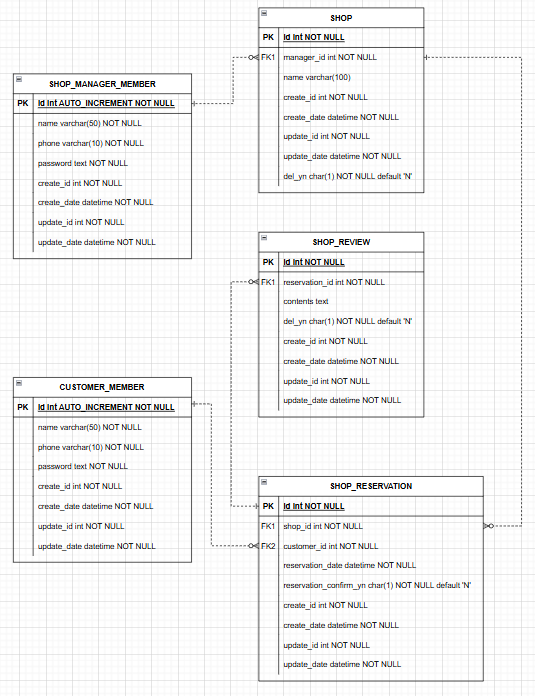 SHOP
PK id int NOT NULL
FK1 manager_id int NOT NULL
name varchar(100)
create_id int NOT NULL
create_date datetime NOT NULL
update_id int NOT NULL
update_date datetime NOT NULL
del_yn char(1) NOT NULL default 'N'
SHOP_MANAGER_MEMBER
PK id int AUTO_INCREMENT NOT NULL
name varchar(50) NOT NULL
phone varchar(10) NOT NULL
password text NOT NULL
create_id int NOT NULL
create_date datetime NOT NULL
update_id int NOT NULL
update_date datetime NOT NULL
SHOP_REVIEW
PK id int NOT NULL
FK1 reservation_id int NOT NULL
contents text
del_yn char(1) NOT NULL default 'N'
create_id int NOT NULL
create_date datetime NOT NULL
update_id int NOT NULL
update_date datetime NOT NULL
CUSTOMER_MEMBER
PK id int AUTO_INCREMENT NOT NULL
name varchar(50) NOT NULL
phone varchar(10) NOT NULL
password text NOT NULL
create_id int NOT NULL
create_date datetime NOT NULL
update_id int NOT NULL
update_date datetime NOT NULL
SHOP_RESERVATION
PK id int NOT NULL
FK1 shop_id int NOT NULL
FK2 customer_id int NOT NULL
reservation_date datetime NOT NULL
reservation_confirm_yn char(1) NOT NULL default 'N'
create_id int NOT NULL
create_date datetime NOT NULL
update_id int NOT NULL
update_date datetime NOT NULL